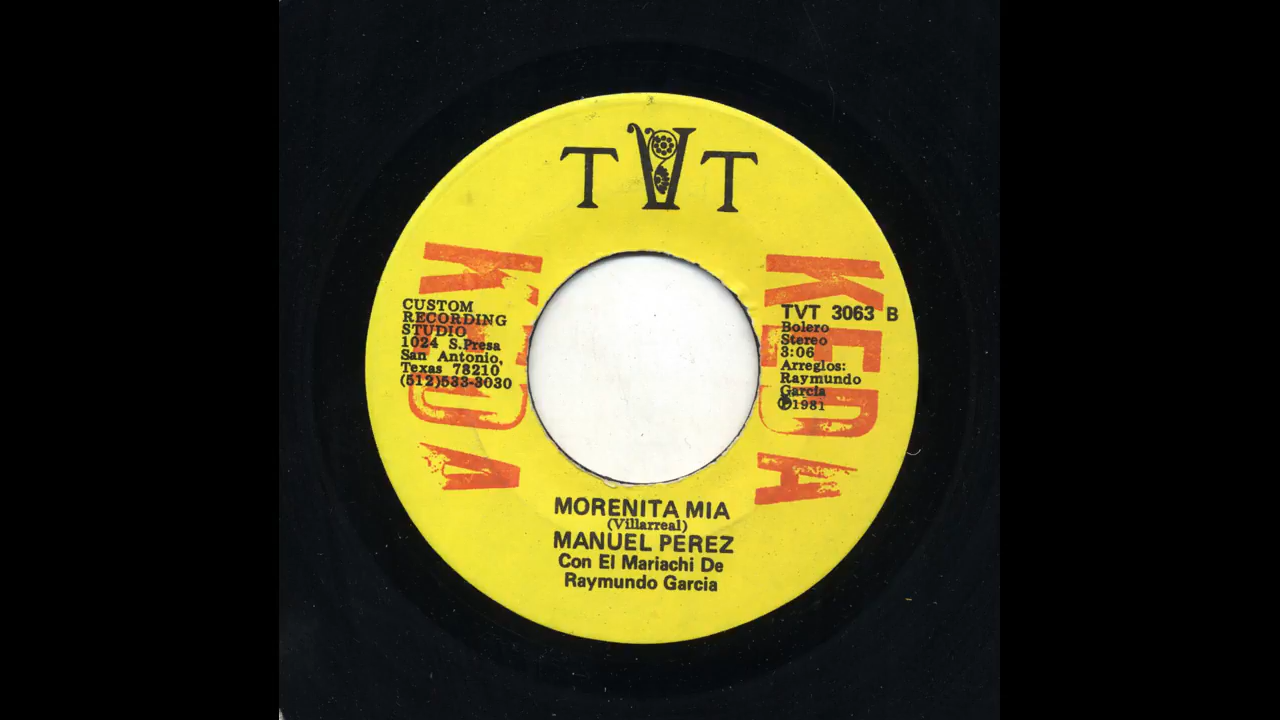 TVT
KEDA
KEDA
CUSTOM
RECORDING
STUDIO
1024 S.Presa
San Antonio,
Texas 78210
(512)533-3030
TVT 3063 B
Bolero
Stereo
3:06
Arreglos:
Raymundo
Garcia
℗1981
MORENITA MIA
(Villarreal)
MANUEL PEREZ
Con El Mariachi De
Raymundo Garcia